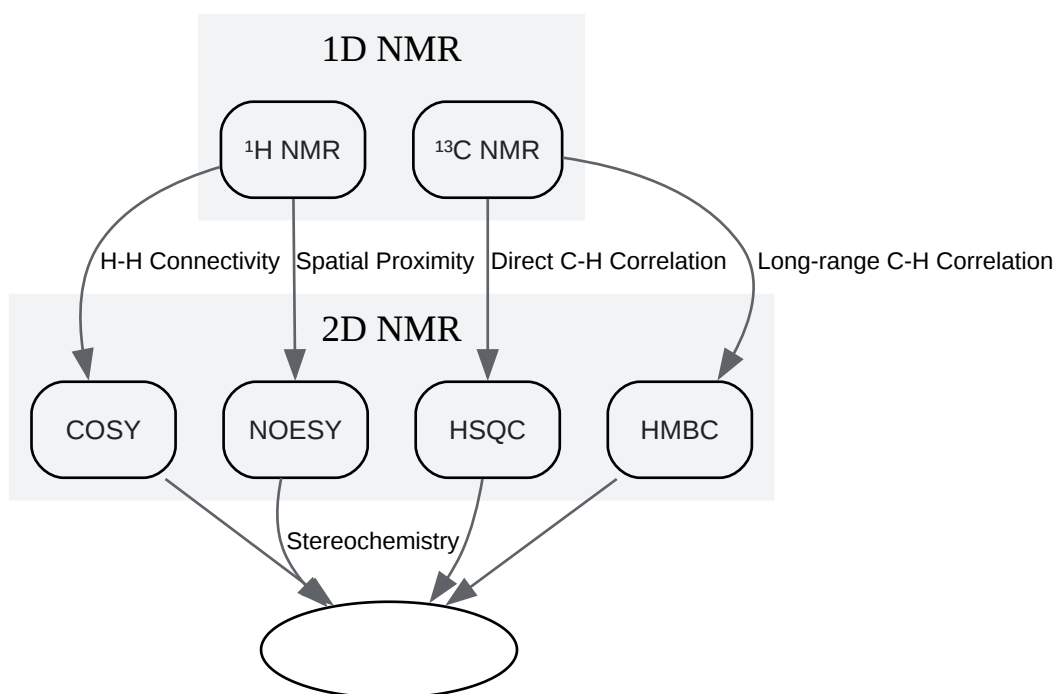 1D NMR
¹H NMR
¹³C NMR
H-H Connectivity
Spatial Proximity
Direct C-H Correlation
Long-range C-H Correlation
2D NMR
COSY
NOESY
HSQC
HMBC
Stereochemistry